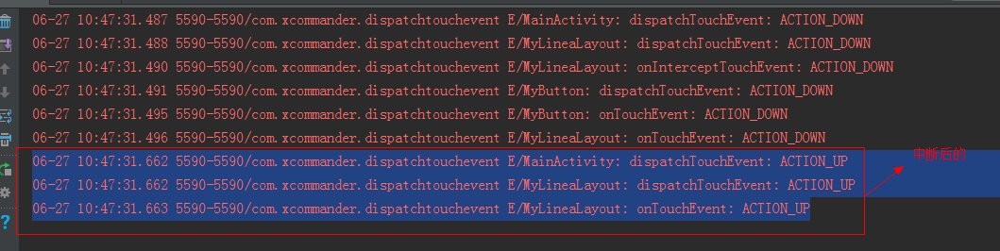 06-27 10:47:31.487 5590-5590/com.xcommander.dispatchtouchevent E/MainActivity: dispatchTouchEvent: ACTION_DOWN
06-27 10:47:31.488 5590-5590/com.xcommander.dispatchtouchevent E/MyLineaLayout: dispatchTouchEvent: ACTION_DOWN
06-27 10:47:31.490 5590-5590/com.xcommander.dispatchtouchevent E/MyLineaLayout: onInterceptTouchEvent: ACTION_DOWN
06-27 10:47:31.491 5590-5590/com.xcommander.dispatchtouchevent E/MyButton: dispatchTouchEvent: ACTION_DOWN
06-27 10:47:31.495 5590-5590/com.xcommander.dispatchtouchevent E/MyButton: onTouchEvent: ACTION_DOWN
06-27 10:47:31.496 5590-5590/com.xcommander.dispatchtouchevent E/MyLineaLayout: onTouchEvent: ACTION_DOWN
06-27 10:47:31.662 5590-5590/com.xcommander.dispatchtouchevent E/MainActivity: dispatchTouchEvent: ACTION_UP
中断后的
06-27 10:47:31.662 5590-5590/com.xcommander.dispatchtouchevent E/MyLineaLayout: dispatchTouchEvent: ACTION_UP
06-27 10:47:31.663 5590-5590/com.xcommander.dispatchtouchevent E/MyLineaLayout: onTouchEvent: ACTION_UP